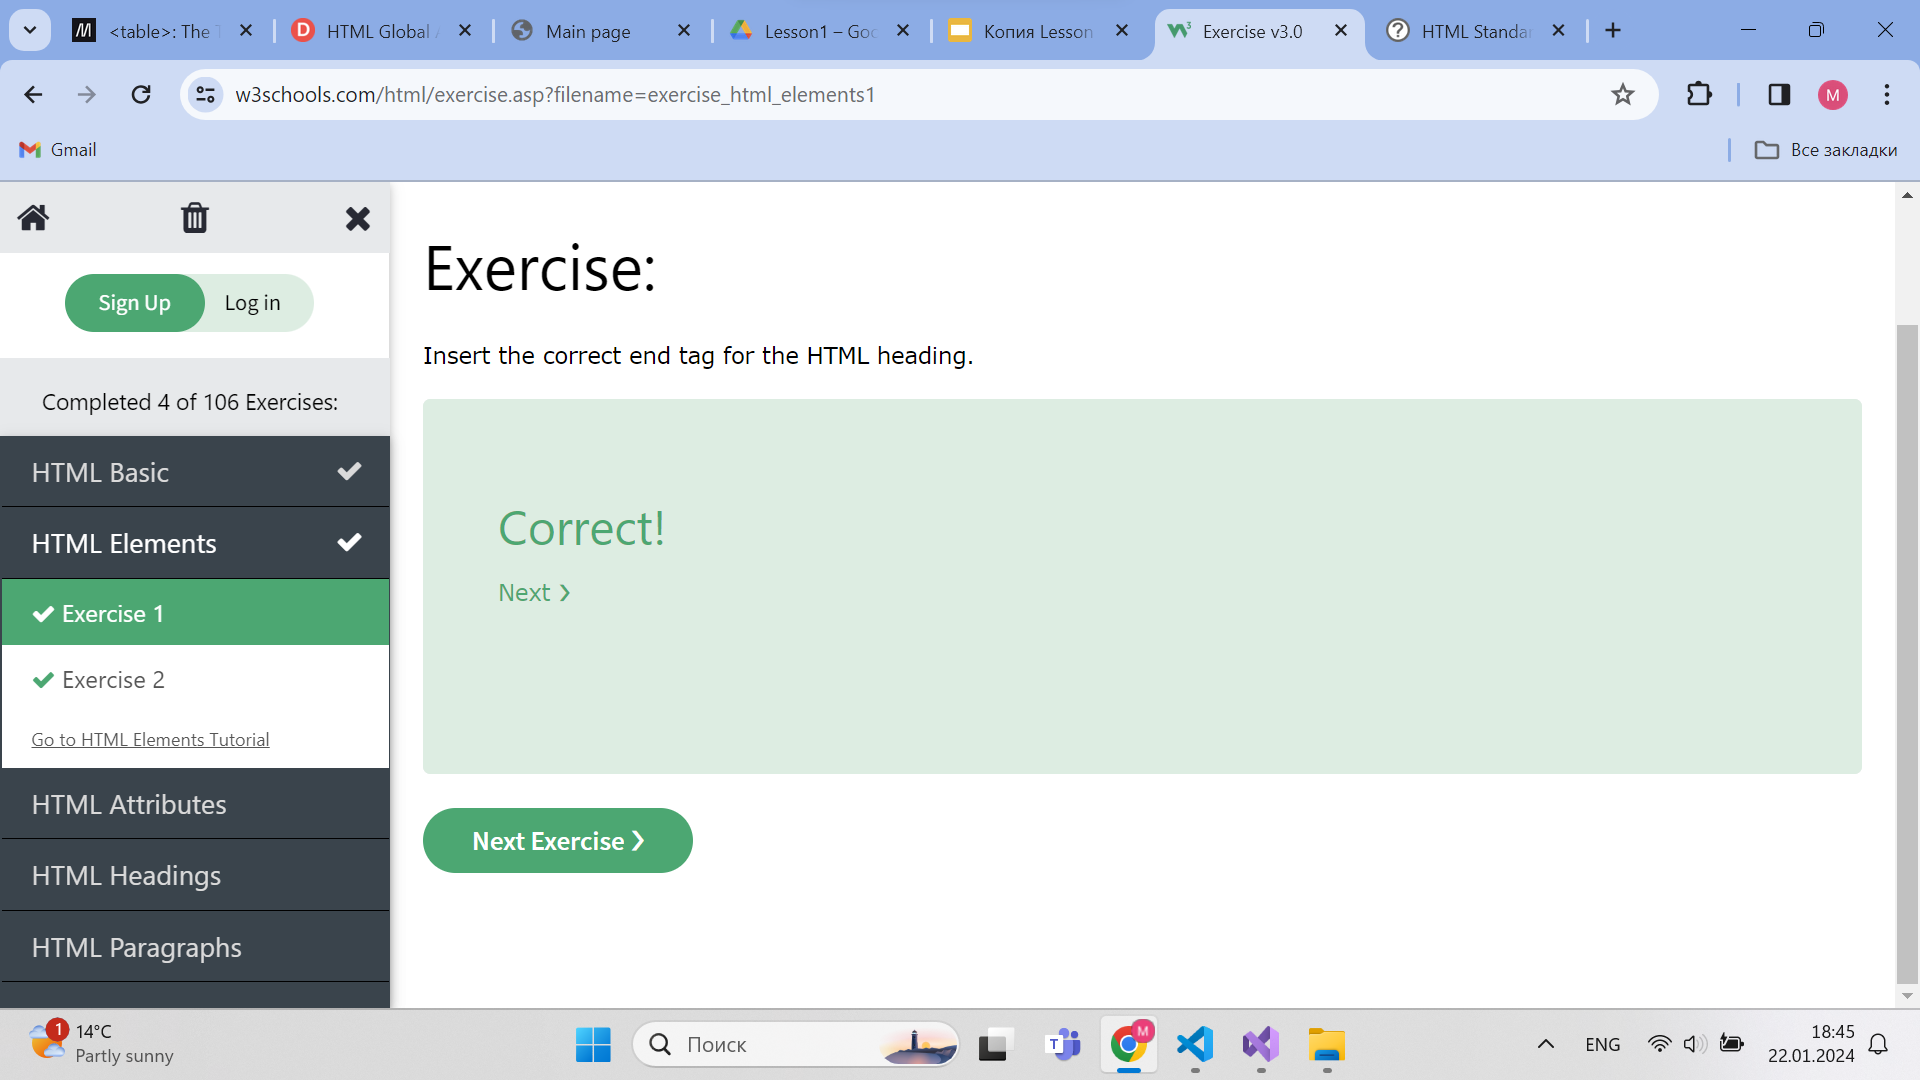 <table>: The T
HTML Global A
Main page
Lesson1 – Goo
Копия Lesson
Exercise v3.0
HTML Standar
w3schools.com/html/exercise.asp?filename=exercise_html_elements1
M
Gmail
Все закладки
Sign Up
Log in
Completed 4 of 106 Exercises:
HTML Basic
HTML Elements
Exercise 1
Exercise 2
Go to HTML Elements Tutorial
HTML Attributes
HTML Headings
HTML Paragraphs
Exercise:
Insert the correct end tag for the HTML heading.
Correct!
Next ❯
Next Exercise ❯
1
14°C
Partly sunny
Поиск
M
ENG
18:45
22.01.2024